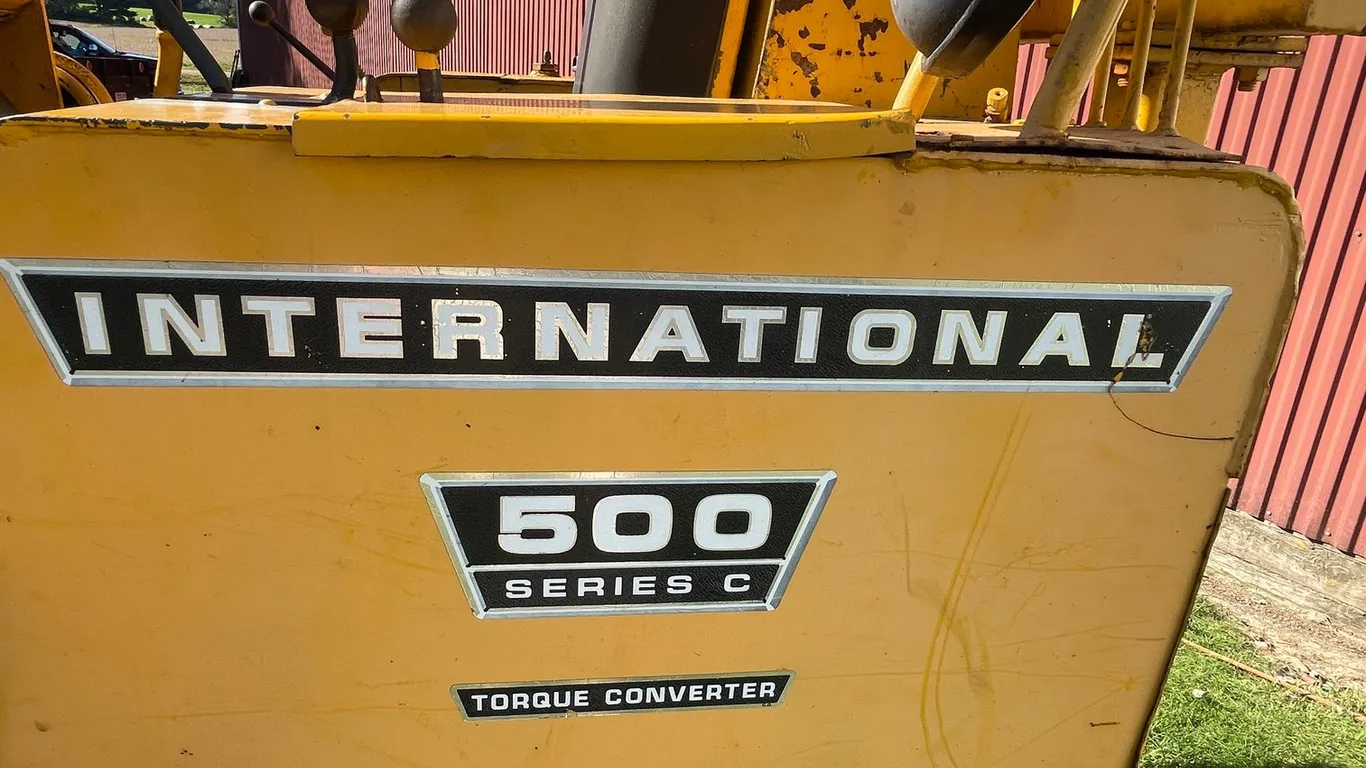 INTERNATIONAL
500
SERIES C
TORQUE CONVERTER